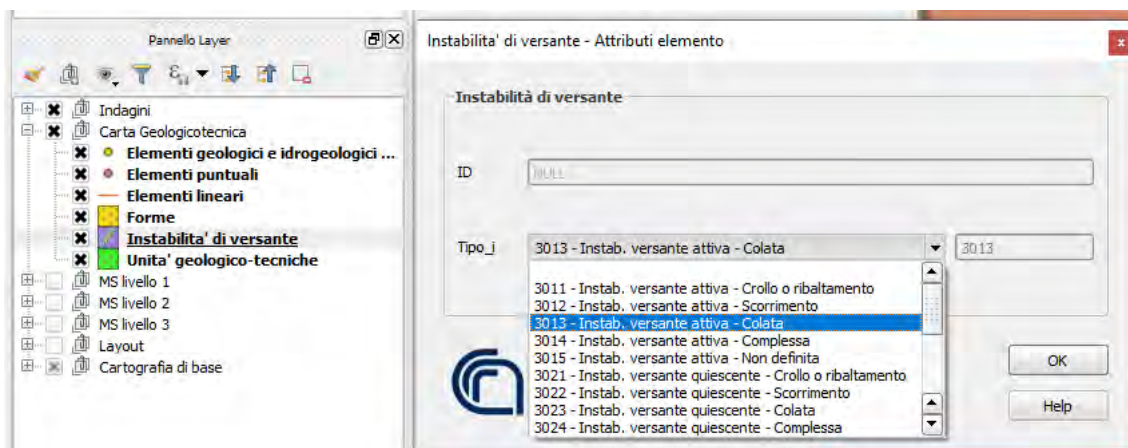 Pannello Layer
Indagini
Carta Geologicotecnica
Elementi geologici e idrogeologici ...
Elementi puntuali
Elementi lineari
Forme
Instabilita' di versante
Unita' geologico-tecniche
MS livello 1
MS livello 2
MS livello 3
Layout
Cartografia di base
Instabilita' di versante - Attributi elemento
x
Instabilità di versante
ID
NULL
Tipo_i
3013 - Instab. versante attiva - Colata
3013
3011 - Instab. versante attiva - Crollo o ribaltamento
3012 - Instab. versante attiva - Scorrimento
3013 - Instab. versante attiva - Colata
3014 - Instab. versante attiva - Complessa
3015 - Instab. versante attiva - Non definita
3021 - Instab. versante quiescente - Crollo o ribaltamento
3022 - Instab. versante quiescente - Scorrimento
3023 - Instab. versante quiescente - Colata
3024 - Instab. versante quiescente - Complessa
OK
Help